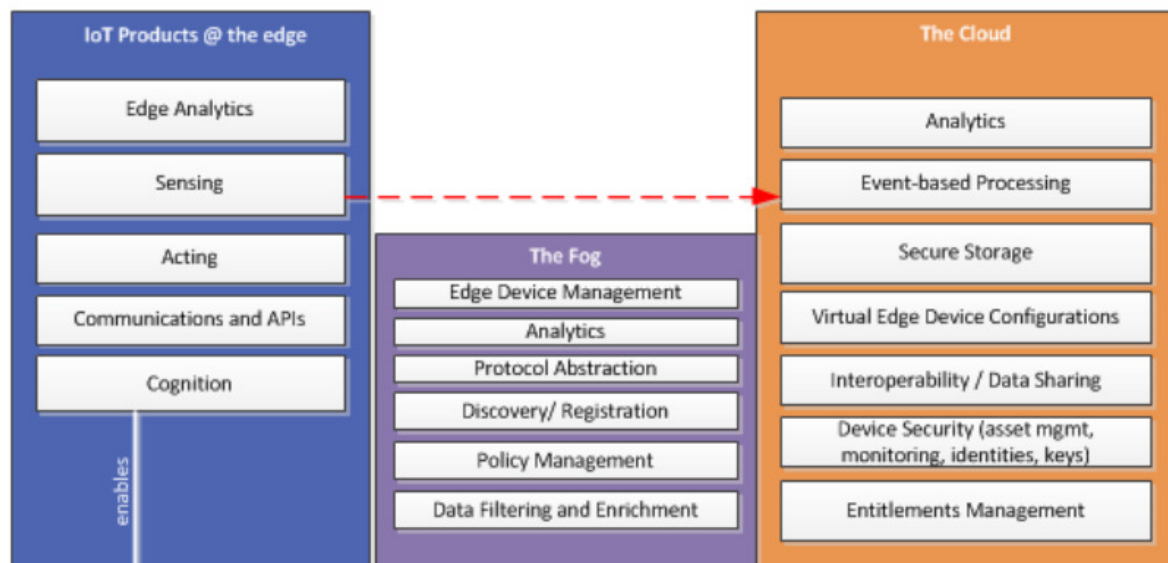 IoT Products @ the edge
Edge Analytics
Sensing
Acting
Communications and APIs
Cognition
enables
The Fog
Edge Device Management
Analytics
Protocol Abstraction
Discovery/ Registration
Policy Management
Data Filtering and Enrichment
The Cloud
Analytics
Event-based Processing
Secure Storage
Virtual Edge Device Configurations
Interoperability / Data Sharing
Device Security (asset mgmt,
monitoring, identities, keys)
Entitlements Management